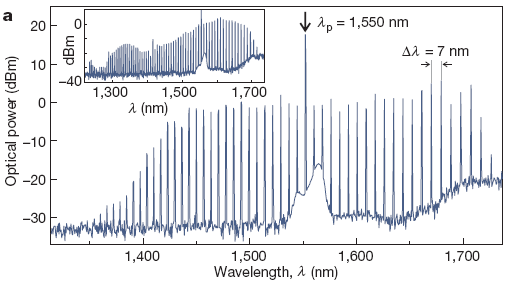 a
20
10
0
−10
−20
−30
Optical power (dBm)
0
−40
dBm
1,300 1,500 1,700
λ (nm)
λp = 1,550 nm
Δλ = 7 nm
1,400 1,500 1,600 1,700
Wavelength, λ (nm)